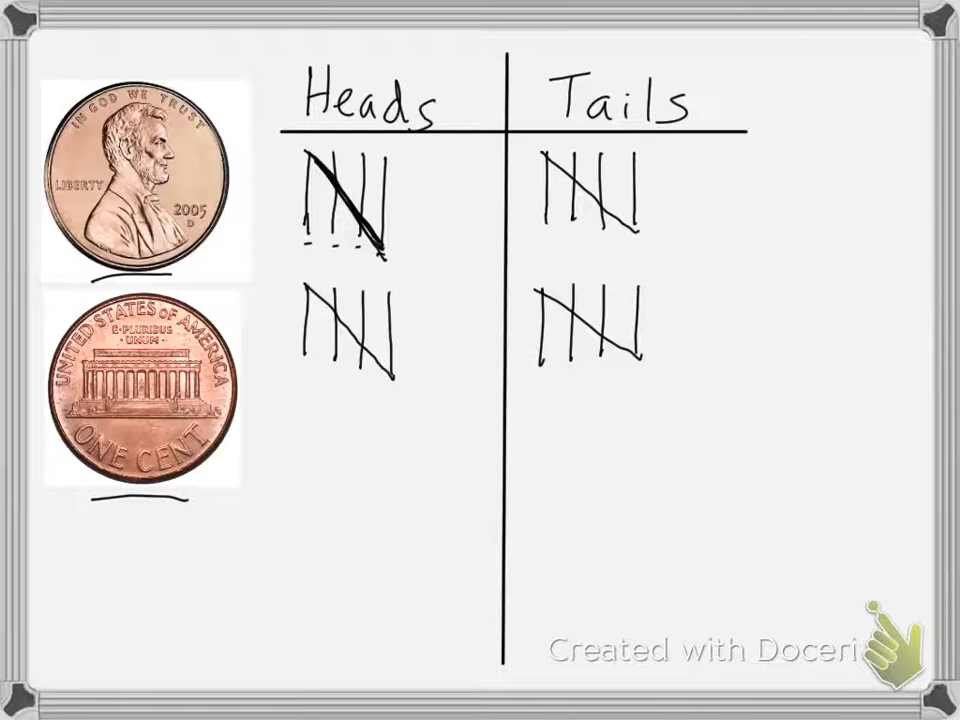 IN GOD WE TRUST
LIBERTY
2005
D
UNITED STATES OF AMERICA
E·PLURIBUS
·UNUM·
ONE CENT
Heads Tails
Created with Doceri